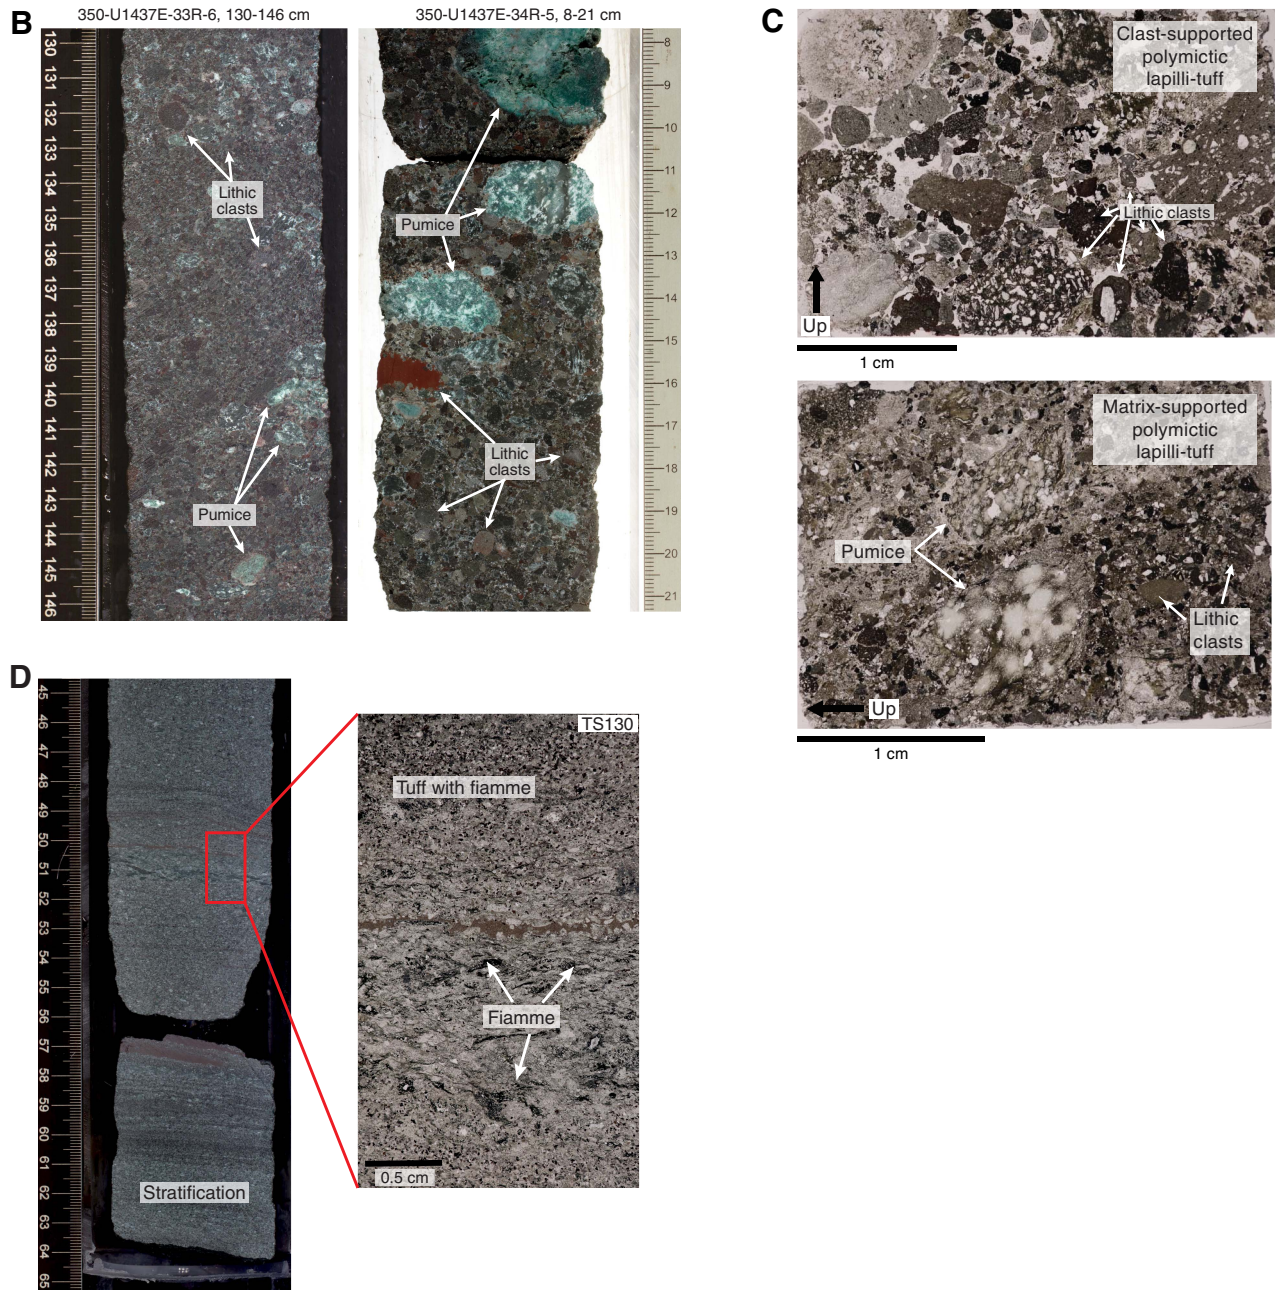 B
350-U1437E-33R-6, 130-146 cm
350-U1437E-34R-5, 8-21 cm
130
131
132
133
134
135
136
137
138
139
140
141
142
143
144
145
146
Lithic
clasts
Pumice
8
9
10
11
12
13
14
15
16
17
18
19
20
21
Pumice
Lithic
clasts
C
Clast-supported
polymictic
lapilli-tuff
Lithic clasts
Up
1 cm
Matrix-supported
polymictic
lapilli-tuff
Pumice
Lithic
clasts
Up
1 cm
D
45
46
47
48
49
50
51
52
53
54
55
56
57
58
59
60
61
62
63
64
65
Stratification
TS130
Tuff with fiamme
Fiamme
0.5 cm